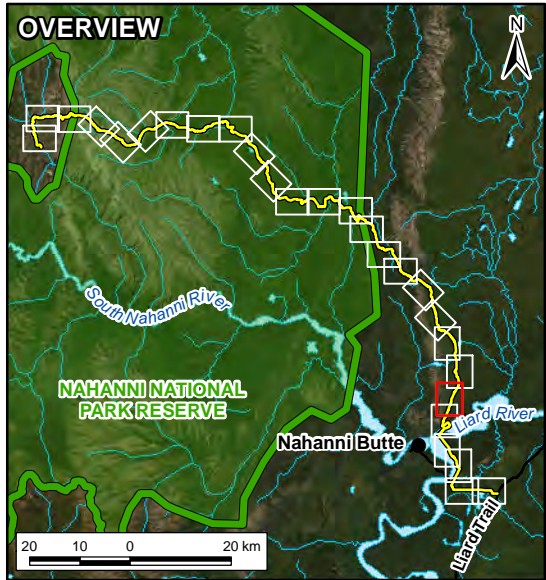 OVERVIEW
N
South Nahanni River
NAHANNI NATIONAL
PARK RESERVE
Liard River
Nahanni Butte
Liard Trail
20 10 0 20 km